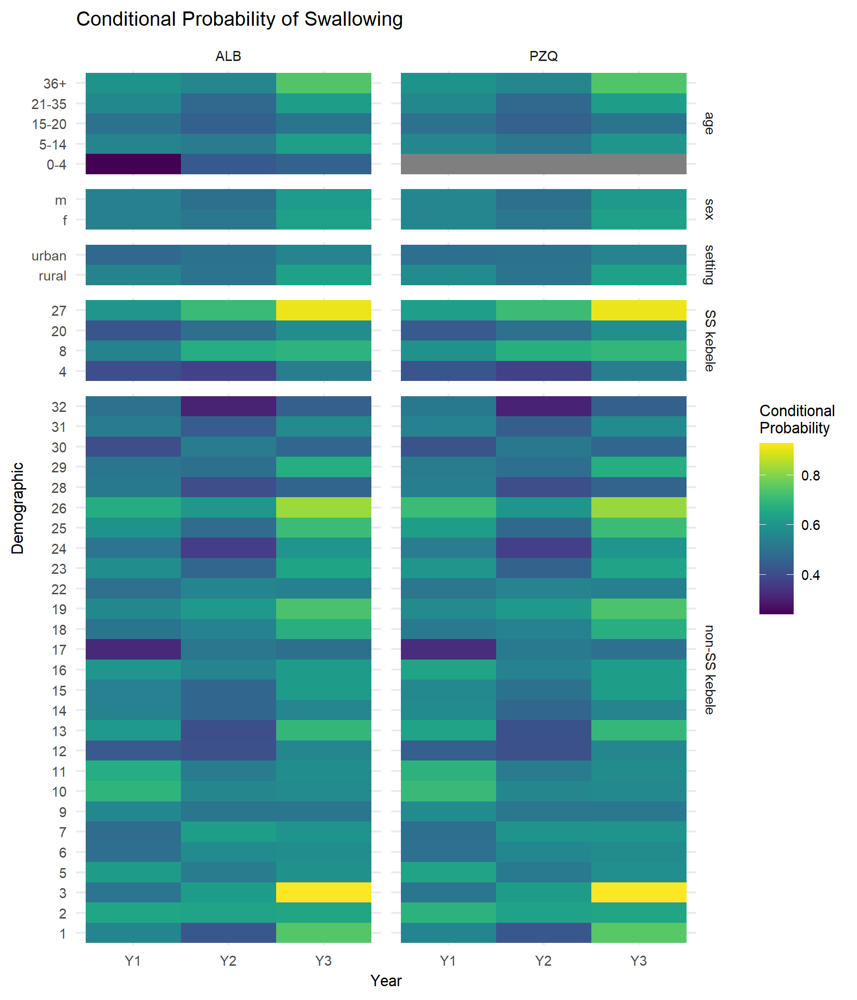 Conditional Probability of Swallowing
ALB
PZQ
36+
21-35
15-20
5-14
0-4
age
m
f
sex
urban
rural
setting
27
20
8
4
SS kebele
32
31
30
29
28
26
25
24
23
22
19
18
17
16
15
14
13
12
11
10
9
7
6
5
3
2
1
non-SS kebele
Demographic
Y1
Y2
Y3
Y1
Y2
Y3
Year
Conditional
Probability
0.8
0.6
0.4